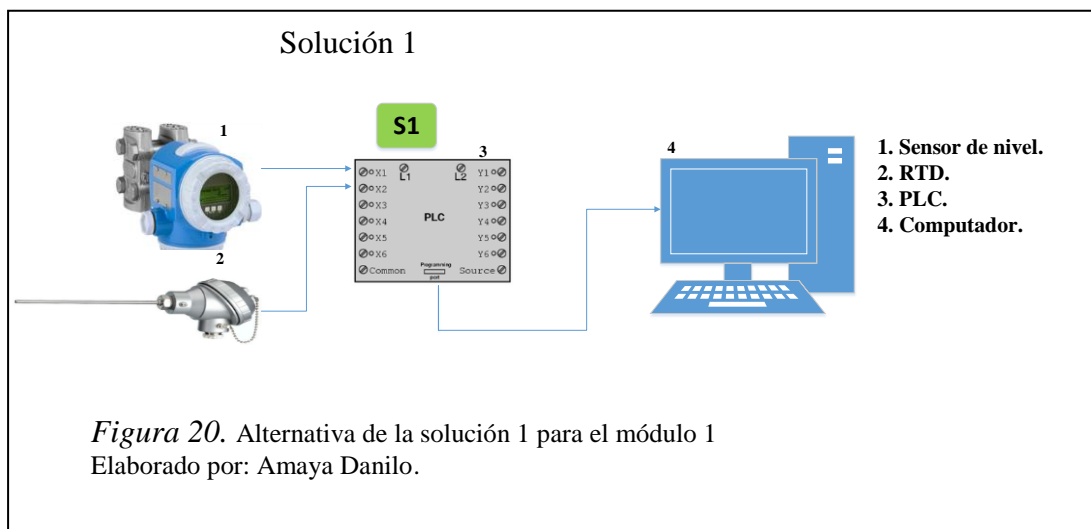 Solución 1
S1
1
2
3
4
X1
X2
X3
X4
X5
X6
Common
L1
L2
PLC
Programming
port
Y1
Y2
Y3
Y4
Y5
Y6
Source
1. Sensor de nivel.
2. RTD.
3. PLC.
4. Computador.
Figura 20. Alternativa de la solución 1 para el módulo 1
Elaborado por: Amaya Danilo.